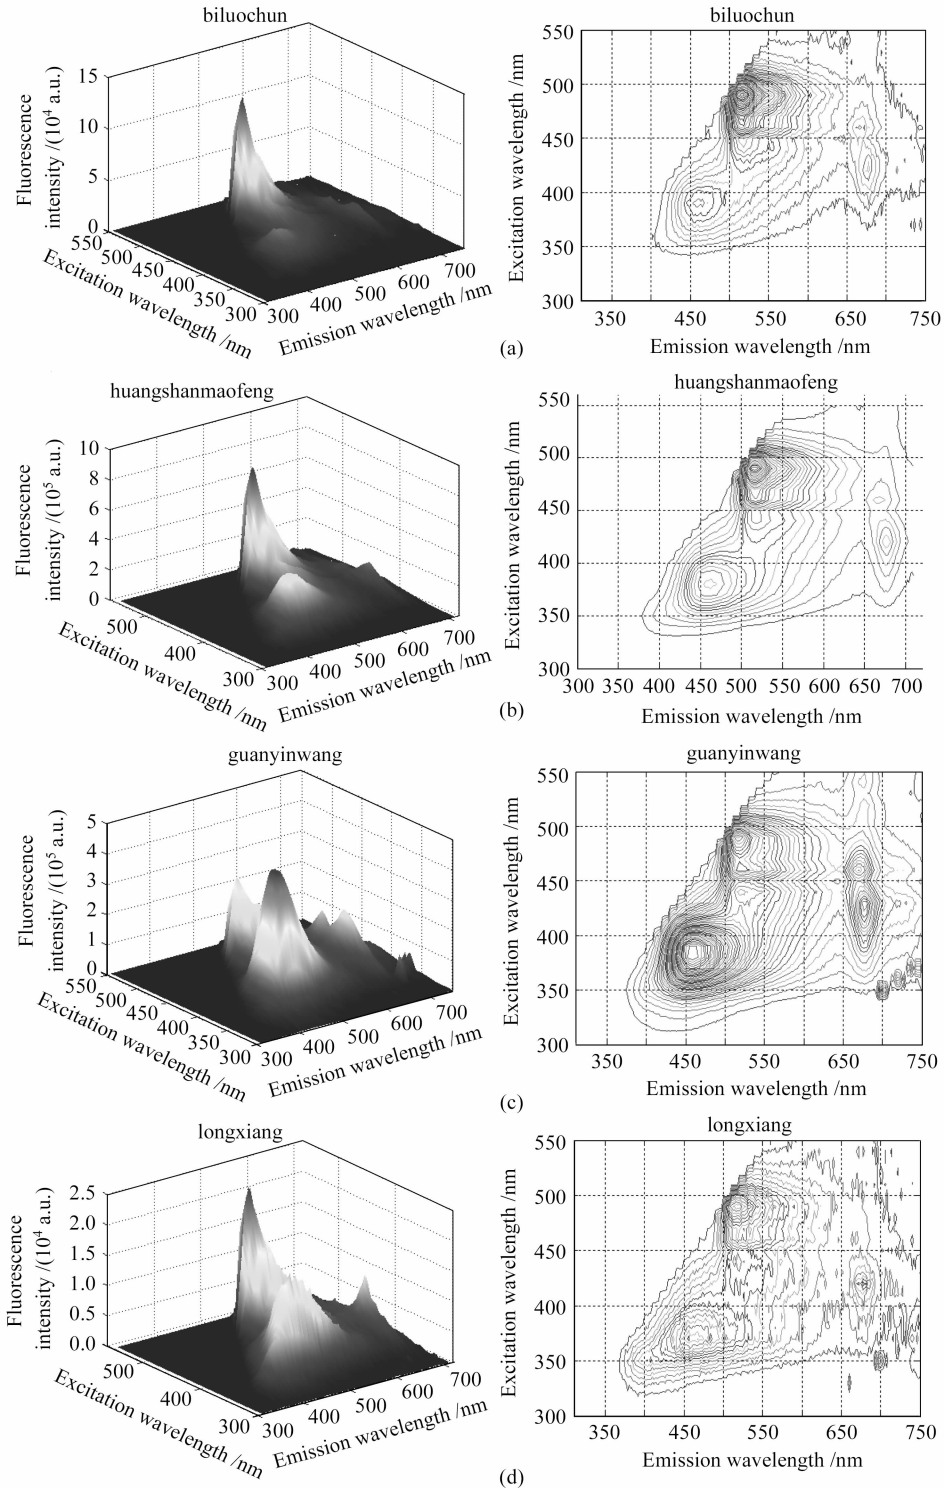 biluochun
Fluorescence
intensity /(10⁴ a.u.)
15
10
5
0
550
500
450
400
350
300
Excitation wavelength /nm
300
400
500
600
700
Emission wavelength /nm
biluochun
Excitation wavelength /nm
550
500
450
400
350
300
350 450 550 650 750
Emission wavelength /nm
(a)
huangshanmaofeng
Fluorescence
intensity /(10⁵ a.u.)
10
8
6
4
2
0
500
400
300
Excitation wavelength /nm
300
400
500
600
700
Emission wavelength /nm
huangshanmaofeng
Excitation wavelength /nm
550
500
450
400
350
300
300 350 400 450 500 550 600 650 700
Emission wavelength /nm
(b)
guanyinwang
Fluorescence
intensity /(10⁵ a.u.)
5
4
3
2
1
0
550
500
450
400
350
300
Excitation wavelength /nm
400
500
600
700
Emission wavelength /nm
guanyinwang
Excitation wavelength /nm
550
500
450
400
350
300
350 450 550 650 750
Emission wavelength /nm
(c)
longxiang
Fluorescence
intensity /(10⁴ a.u.)
2.5
2.0
1.0
0.5
0.0
500
400
300
Excitation wavelength /nm
300
400
500
600
700
Emission wavelength /nm
longxiang
Excitation wavelength /nm
550
500
450
400
350
300
350 450 550 650 750
Emission wavelength /nm
(d)